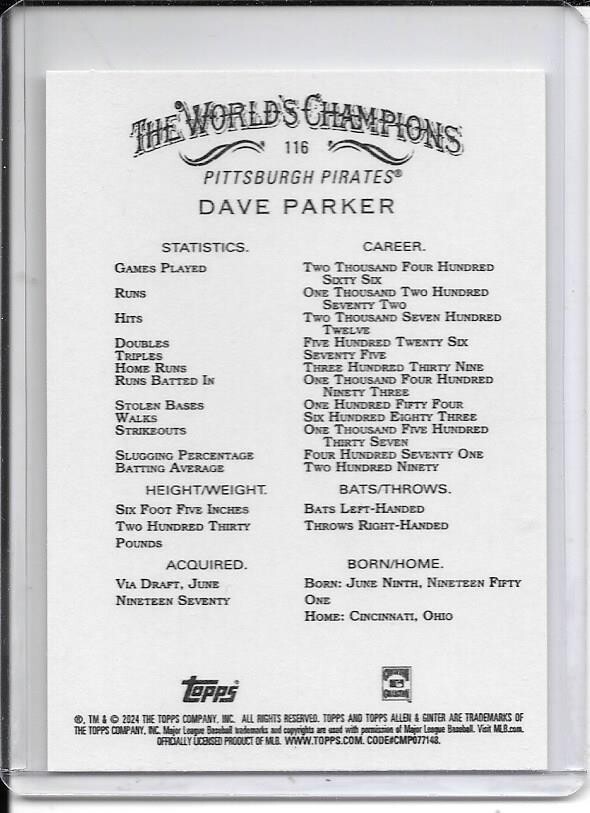 THE WORLD'S CHAMPIONS
116
PITTSBURGH PIRATES®
DAVE PARKER
STATISTICS. CAREER.
GAMES PLAYED TWO THOUSAND FOUR HUNDRED
SIXTY SIX
RUNS ONE THOUSAND TWO HUNDRED
SEVENTY TWO
HITS TWO THOUSAND SEVEN HUNDRED
TWELVE
DOUBLES FIVE HUNDRED TWENTY SIX
TRIPLES SEVENTY FIVE
HOME RUNS THREE HUNDRED THIRTY NINE
RUNS BATTED IN ONE THOUSAND FOUR HUNDRED
NINETY THREE
STOLEN BASES ONE HUNDRED FIFTY FOUR
WALKS SIX HUNDRED EIGHTY THREE
STRIKEOUTS ONE THOUSAND FIVE HUNDRED
THIRTY SEVEN
SLUGGING PERCENTAGE FOUR HUNDRED SEVENTY ONE
BATTING AVERAGE TWO HUNDRED NINETY
HEIGHT/WEIGHT. BATS/THROWS.
SIX FOOT FIVE INCHES BATS LEFT-HANDED
TWO HUNDRED THIRTY THROWS RIGHT-HANDED
POUNDS
ACQUIRED. BORN/HOME.
VIA DRAFT, JUNE BORN: JUNE NINTH, NINETEEN FIFTY
NINETEEN SEVENTY ONE
HOME: CINCINNATI, OHIO
Topps
®, TM & © 2024 THE TOPPS COMPANY, INC. ALL RIGHTS RESERVED. TOPPS AND TOPPS ALLEN & GINTER ARE TRADEMARKS OF
THE TOPPS COMPANY, INC. Major League Baseball trademarks and copyrights are used with permission of Major League Baseball. Visit MLB.com.
OFFICIALLY LICENSED PRODUCT OF MLB. WWW.TOPPS.COM. CODE#CMP077148.